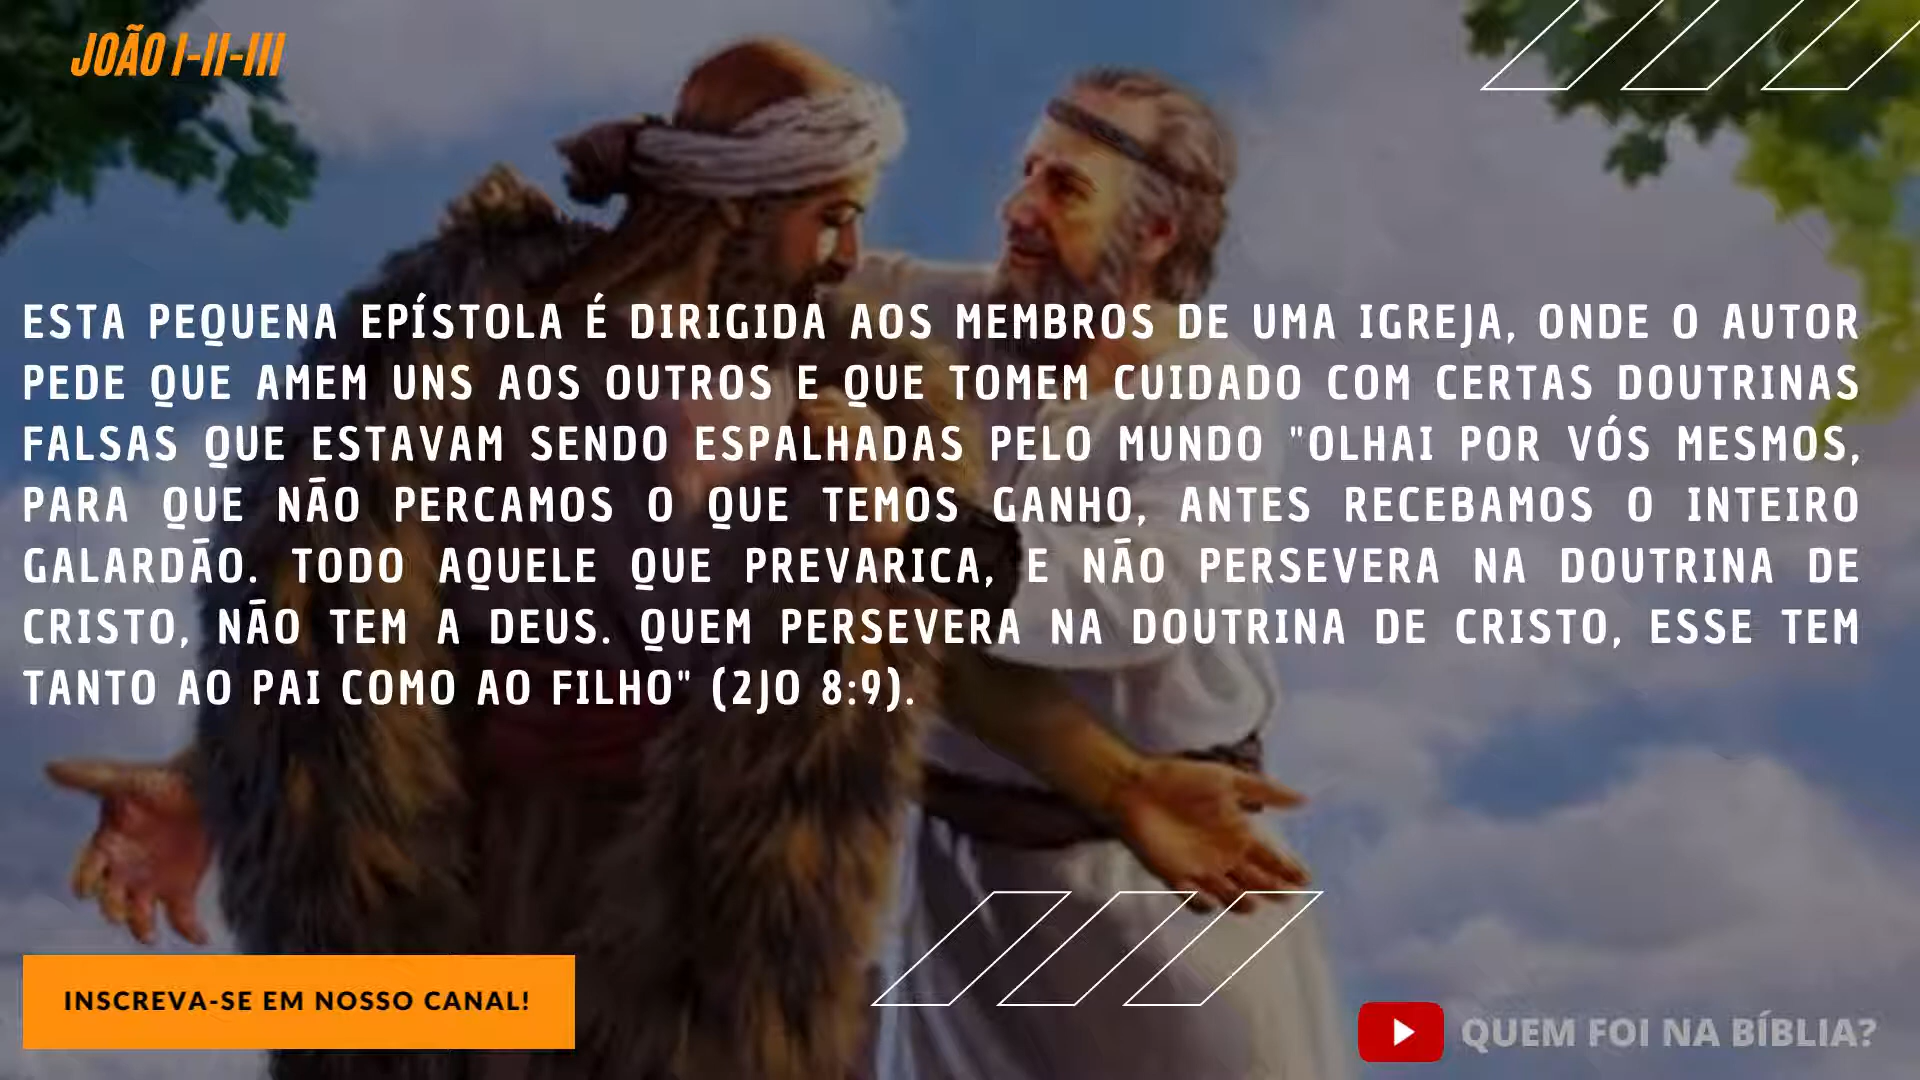 JOÃO I-II-III
ESTA PEQUENA EPÍSTOLA É DIRIGIDA AOS MEMBROS DE UMA IGREJA, ONDE O AUTOR
PEDE QUE AMEM UNS AOS OUTROS E QUE TOMEM CUIDADO COM CERTAS DOUTRINAS
FALSAS QUE ESTAVAM SENDO ESPALHADAS PELO MUNDO "OLHAI POR VÓS MESMOS,
PARA QUE NÃO PERCAMOS O QUE TEMOS GANHO, ANTES RECEBAMOS O INTEIRO
GALARDÃO. TODO AQUELE QUE PREVARICA, E NÃO PERSEVERA NA DOUTRINA DE
CRISTO, NÃO TEM A DEUS. QUEM PERSEVERA NA DOUTRINA DE CRISTO, ESSE TEM
TANTO AO PAI COMO AO FILHO" (2JO 8:9).
INSCREVA-SE EM NOSSO CANAL!
QUEM FOI NA BÍBLIA?